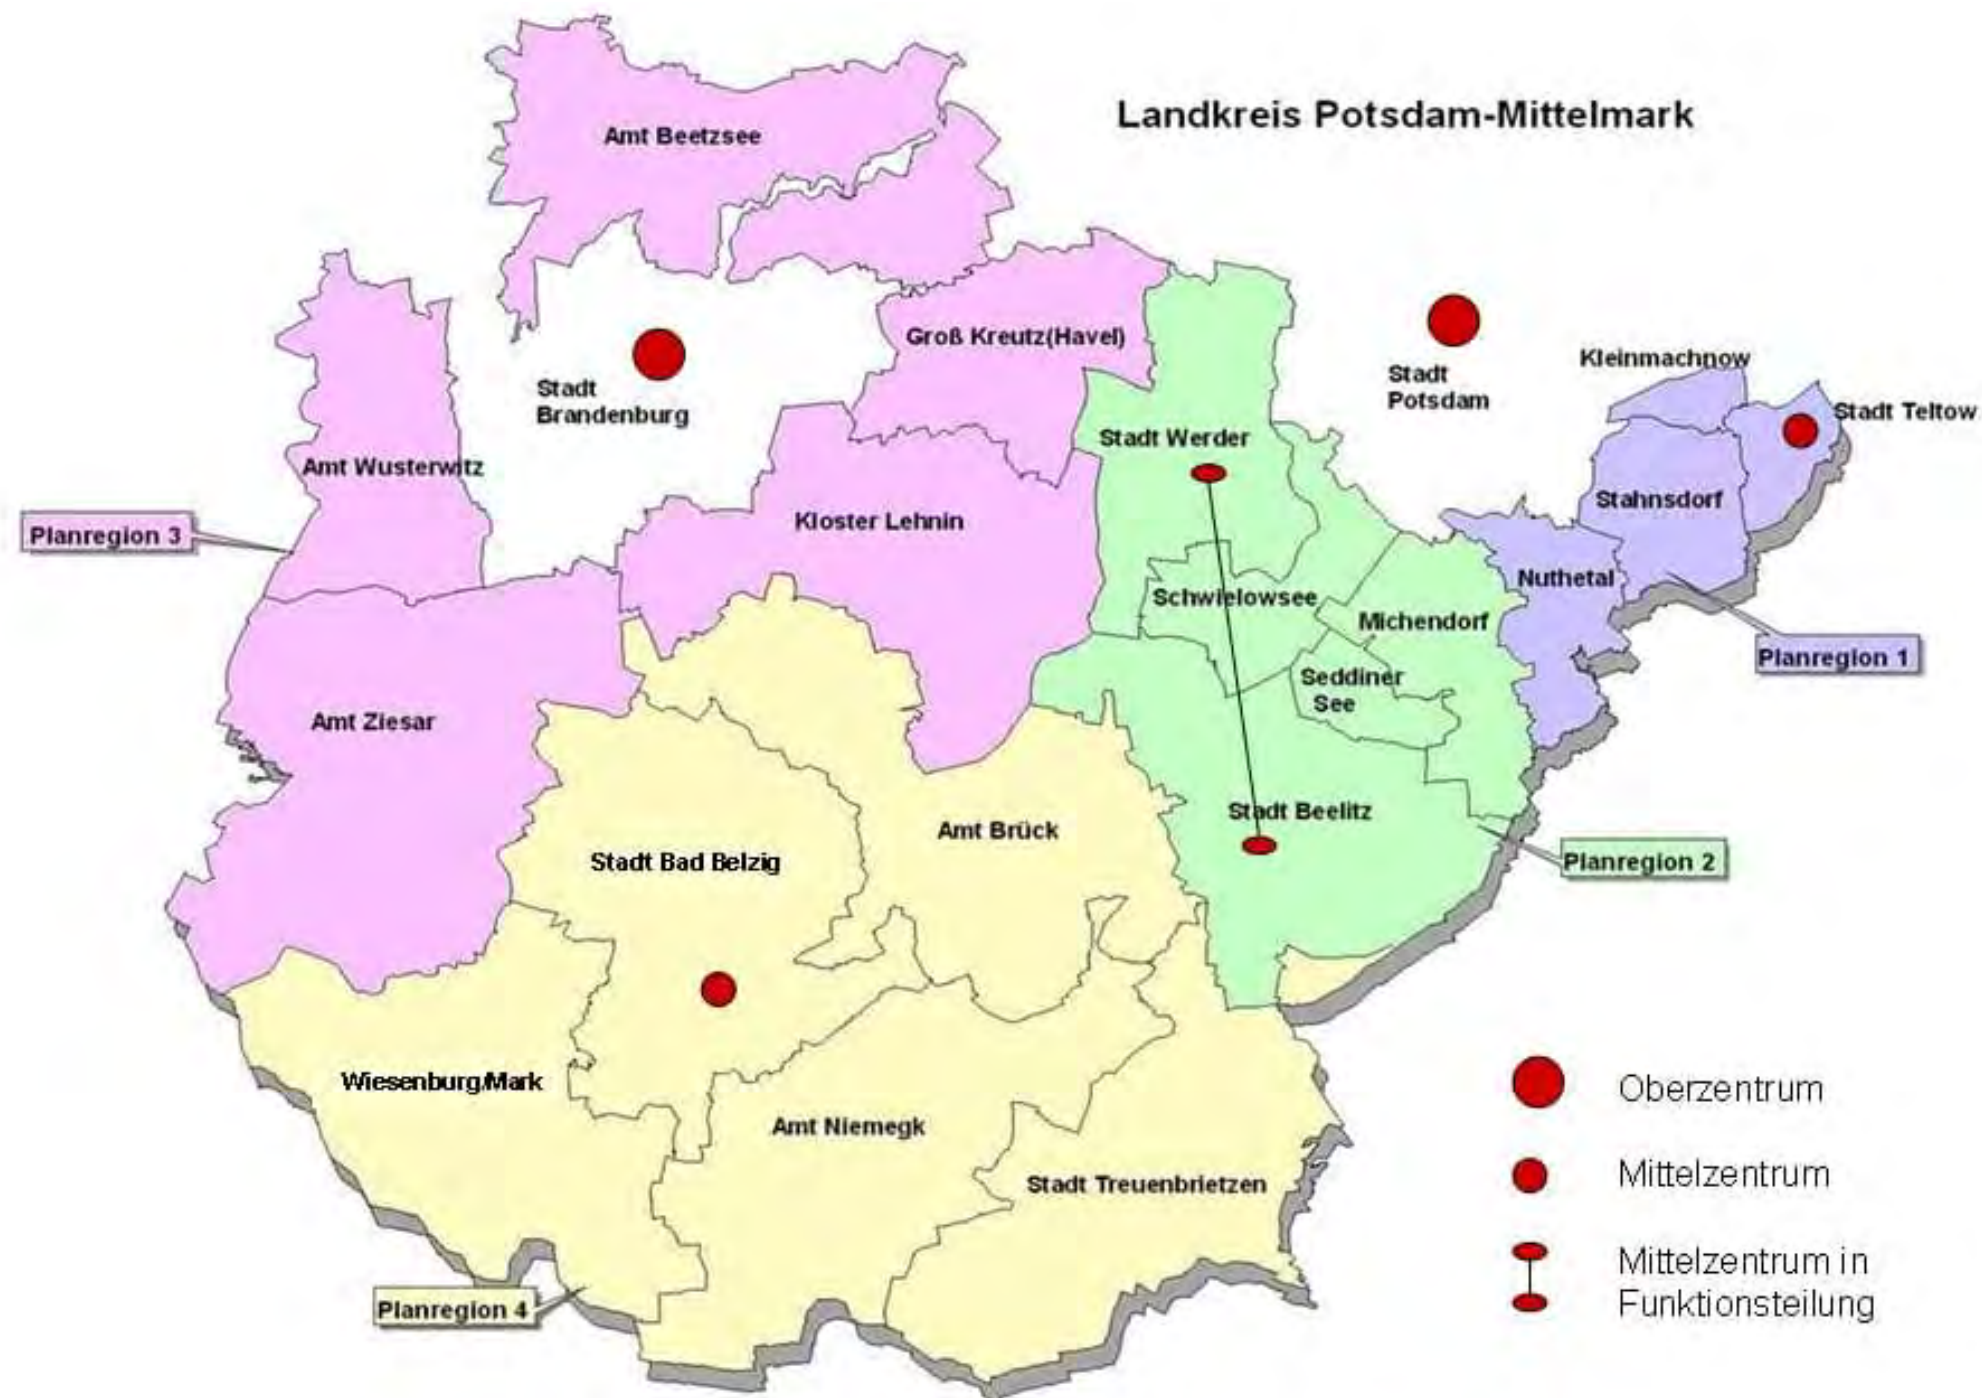 Landkreis Potsdam-Mittelmark
Amt Beetzsee
Groß Kreutz(Havel)
Kleinmachnow
Stadt
Potsdam
Stadt
Brandenburg
Stadt Teltow
Stadt Werder
Amt Wusterwitz
Stahnsdorf
Kloster Lehnin
Planregion 3
Nuthetal
Schwielowsee
Michendorf
Planregion 1
Seddiner
See
Amt Ziesar
Stadt Beelitz
Amt Brück
Stadt Bad Belzig
Planregion 2
Wiesenburg/Mark
Amt Niemegk
Stadt Treuenbrietzen
Planregion 4
Oberzentrum
Mittelzentrum
Mittelzentrum in
Funktionsteilung